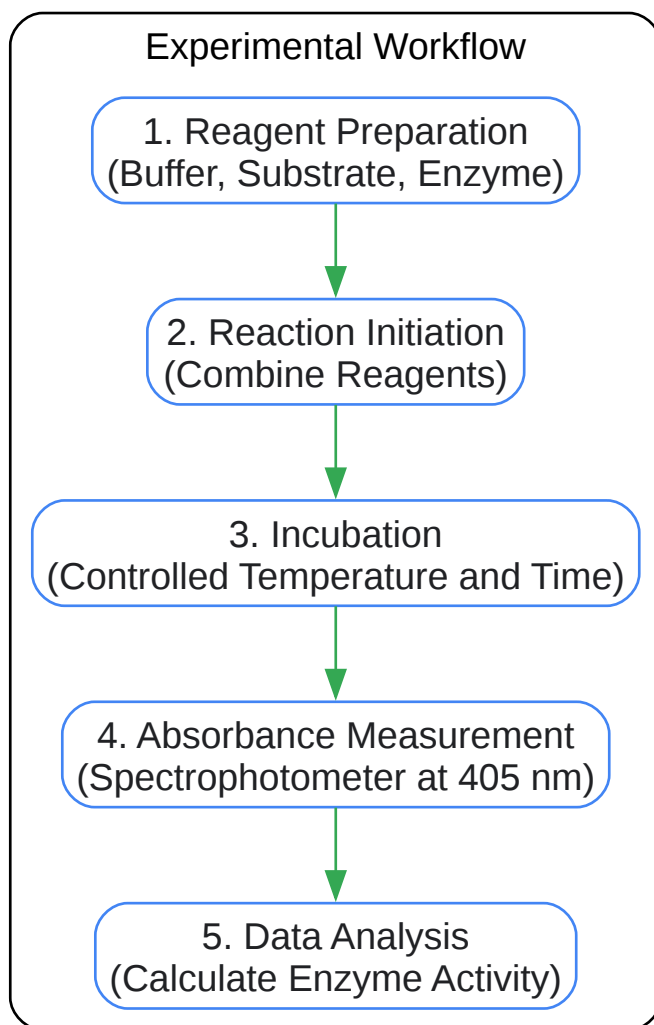 Experimental Workflow
1. Reagent Preparation
(Buffer, Substrate, Enzyme)
2. Reaction Initiation
(Combine Reagents)
3. Incubation
(Controlled Temperature and Time)
4. Absorbance Measurement
(Spectrophotometer at 405 nm)
5. Data Analysis
(Calculate Enzyme Activity)